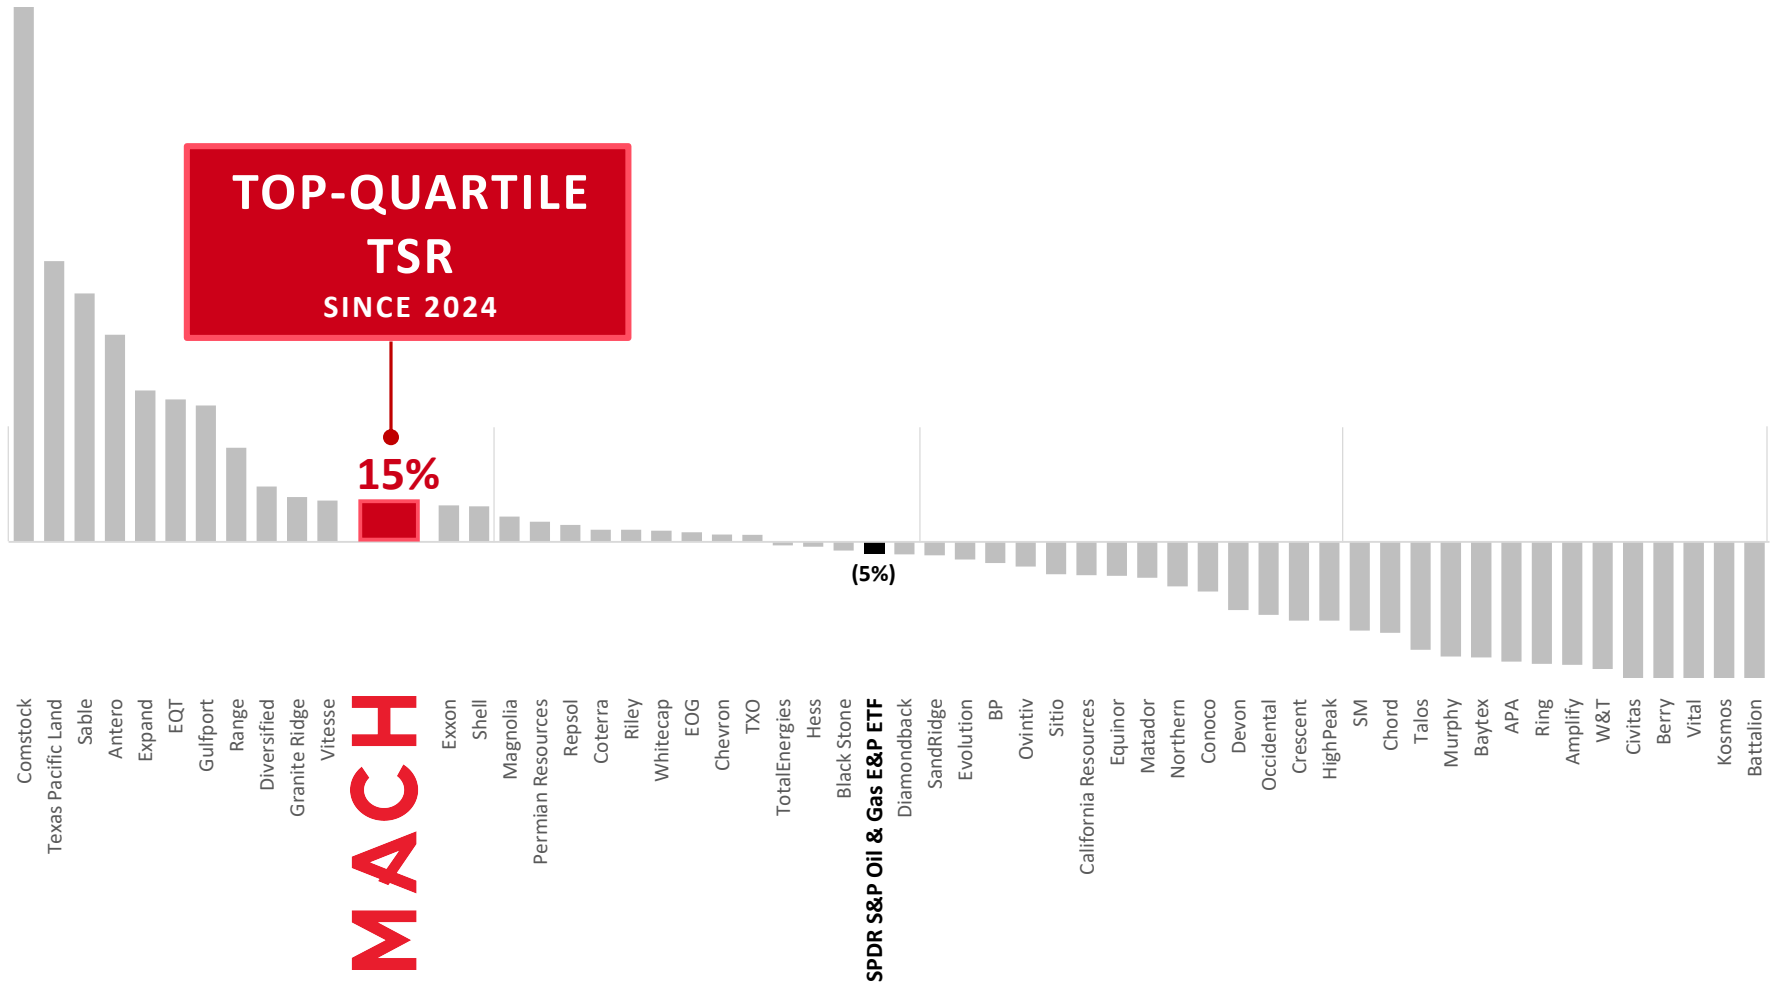 TOP-QUARTILE
TSR
SINCE 2024
15%
(5%)
Comstock
Texas Pacific Land
Sable
Antero
Expand
EQT
Gulfport
Range
Diversified
Granite Ridge
Vitesse
MACH
Exxon
Shell
Magnolia
Permian Resources
Repsol
Coterra
Riley
Whitecap
EOG
Chevron
TXO
TotalEnergies
Hess
Black Stone
SPDR S&P Oil & Gas E&P ETF
Diamondback
SandRidge
Evolution
BP
Ovintiv
Sitio
California Resources
Equinor
Matador
Northern
Conoco
Devon
Occidental
Crescent
HighPeak
SM
Chord
Talos
Murphy
Baytex
APA
Ring
Amplify
W&T
Civitas
Berry
Vital
Kosmos
Battalion